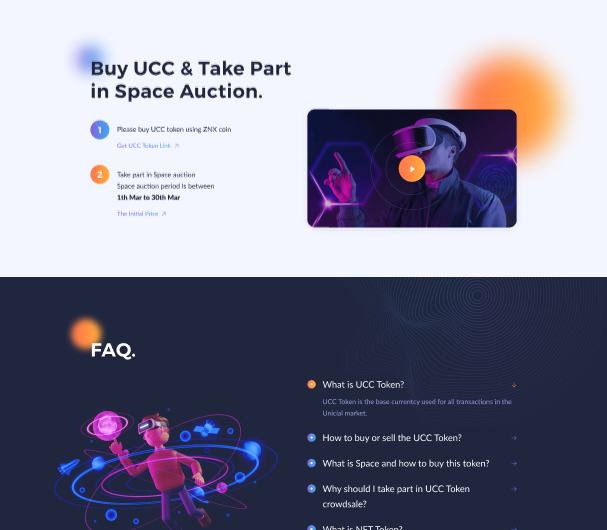 Buy UCC & Take Part
in Space Auction.
1
Please buy UCC token using ZNX coin
Get UCC Token Link
2
Take part in Space auction
Space auction period is between
1th Mar to 30th Mar
The Initial Price
FAQ.
What is UCC Token?
UCC Token is the base currentcy used for all transactions in the
Unicial market.
How to buy or sell the UCC Token?
What is Space and how to buy this token?
Why should I take part in UCC Token
crowdsale?
What is NFT Token?